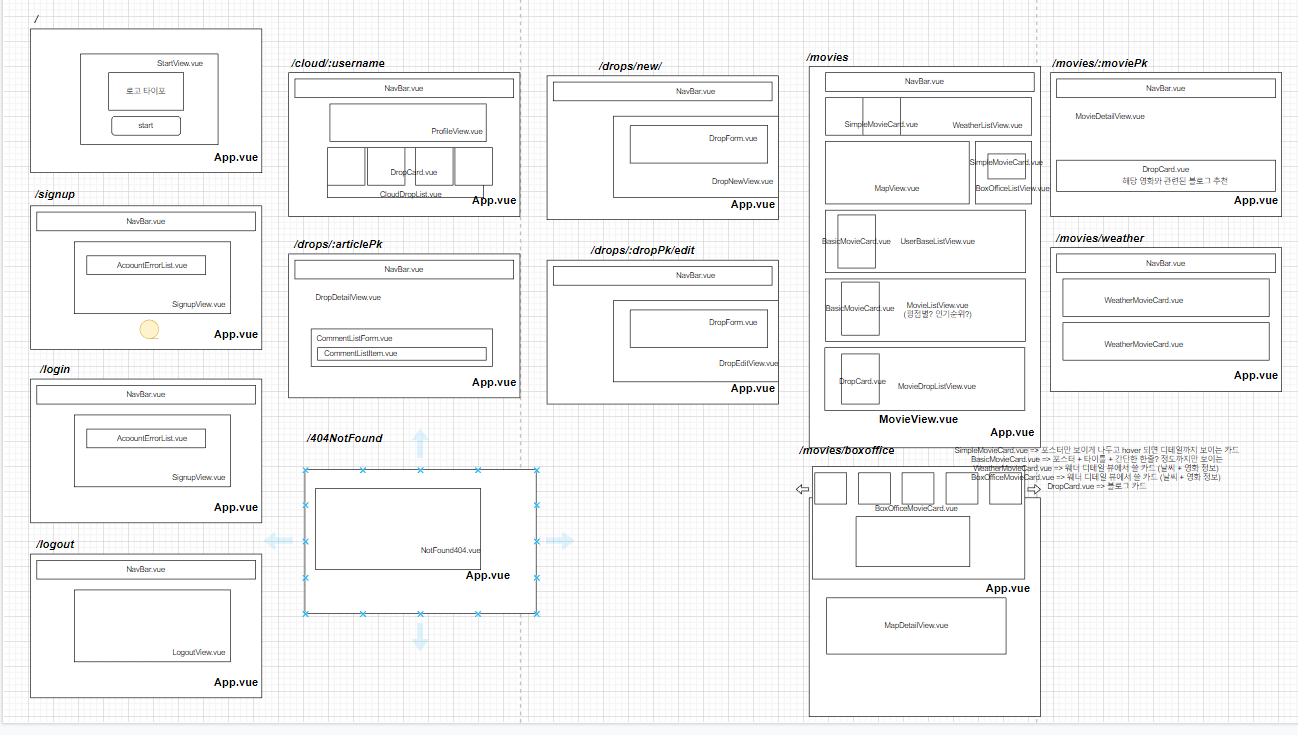 /
StartView.vue
로고 타이포
start
App.vue
/signup
NavBar.vue
AcoountErrorList.vue
SignupView.vue
App.vue
/login
NavBar.vue
AcoountErrorList.vue
SignupView.vue
App.vue
/logout
NavBar.vue
LogoutView.vue
App.vue
/cloud/:username
NavBar.vue
ProfileView.vue
DropCard.vue
CloudDropList.vue
App.vue
/drops/:articlePk
NavBar.vue
DropDetailView.vue
CommentListForm.vue
CommentListItem.vue
App.vue
/404NotFound
NotFound404.vue
App.vue
/drops/new/
NavBar.vue
DropForm.vue
DropNewView.vue
App.vue
/drops/:dropPk/edit
NavBar.vue
DropForm.vue
DropEditView.vue
App.vue
/movies
NavBar.vue
SimpleMovieCard.vue
WeatherListView.vue
MapView.vue
SimpleMovieCard.vue
BoxOfficeListView.vue
BasicMovieCard.vue
UserBaseListView.vue
BasicMovieCard.vue
MovieListView.vue
(평점별? 인기순위?)
DropCard.vue
MovieDropListView.vue
MovieView.vue
App.vue
/movies/boxoffice
SimpleMovieCard.vue => 포스터만 보이게 나두고 hover 되면 디테일까지 보이는 카드
BasicMovieCard.vue => 포스터 + 타이틀 + 간단한 한줄? 정도까지만 보이는
WeatherMovieCard.vue => 웨더 디테일 뷰에서 쓸 카드 (날씨 + 영화 정보)
BoxOfficeMovieCard.vue => 웨더 디테일 뷰에서 쓸 카드 (날씨 + 영화 정보)
DropCard.vue => 블로그 카드
BoxOfficeMovieCard.vue
App.vue
MapDetailView.vue
/movies/:moviePk
NavBar.vue
MovieDetailView.vue
DropCard.vue
해당 영화와 관련된 블로그 추천
App.vue
/movies/weather
NavBar.vue
WeatherMovieCard.vue
WeatherMovieCard.vue
App.vue